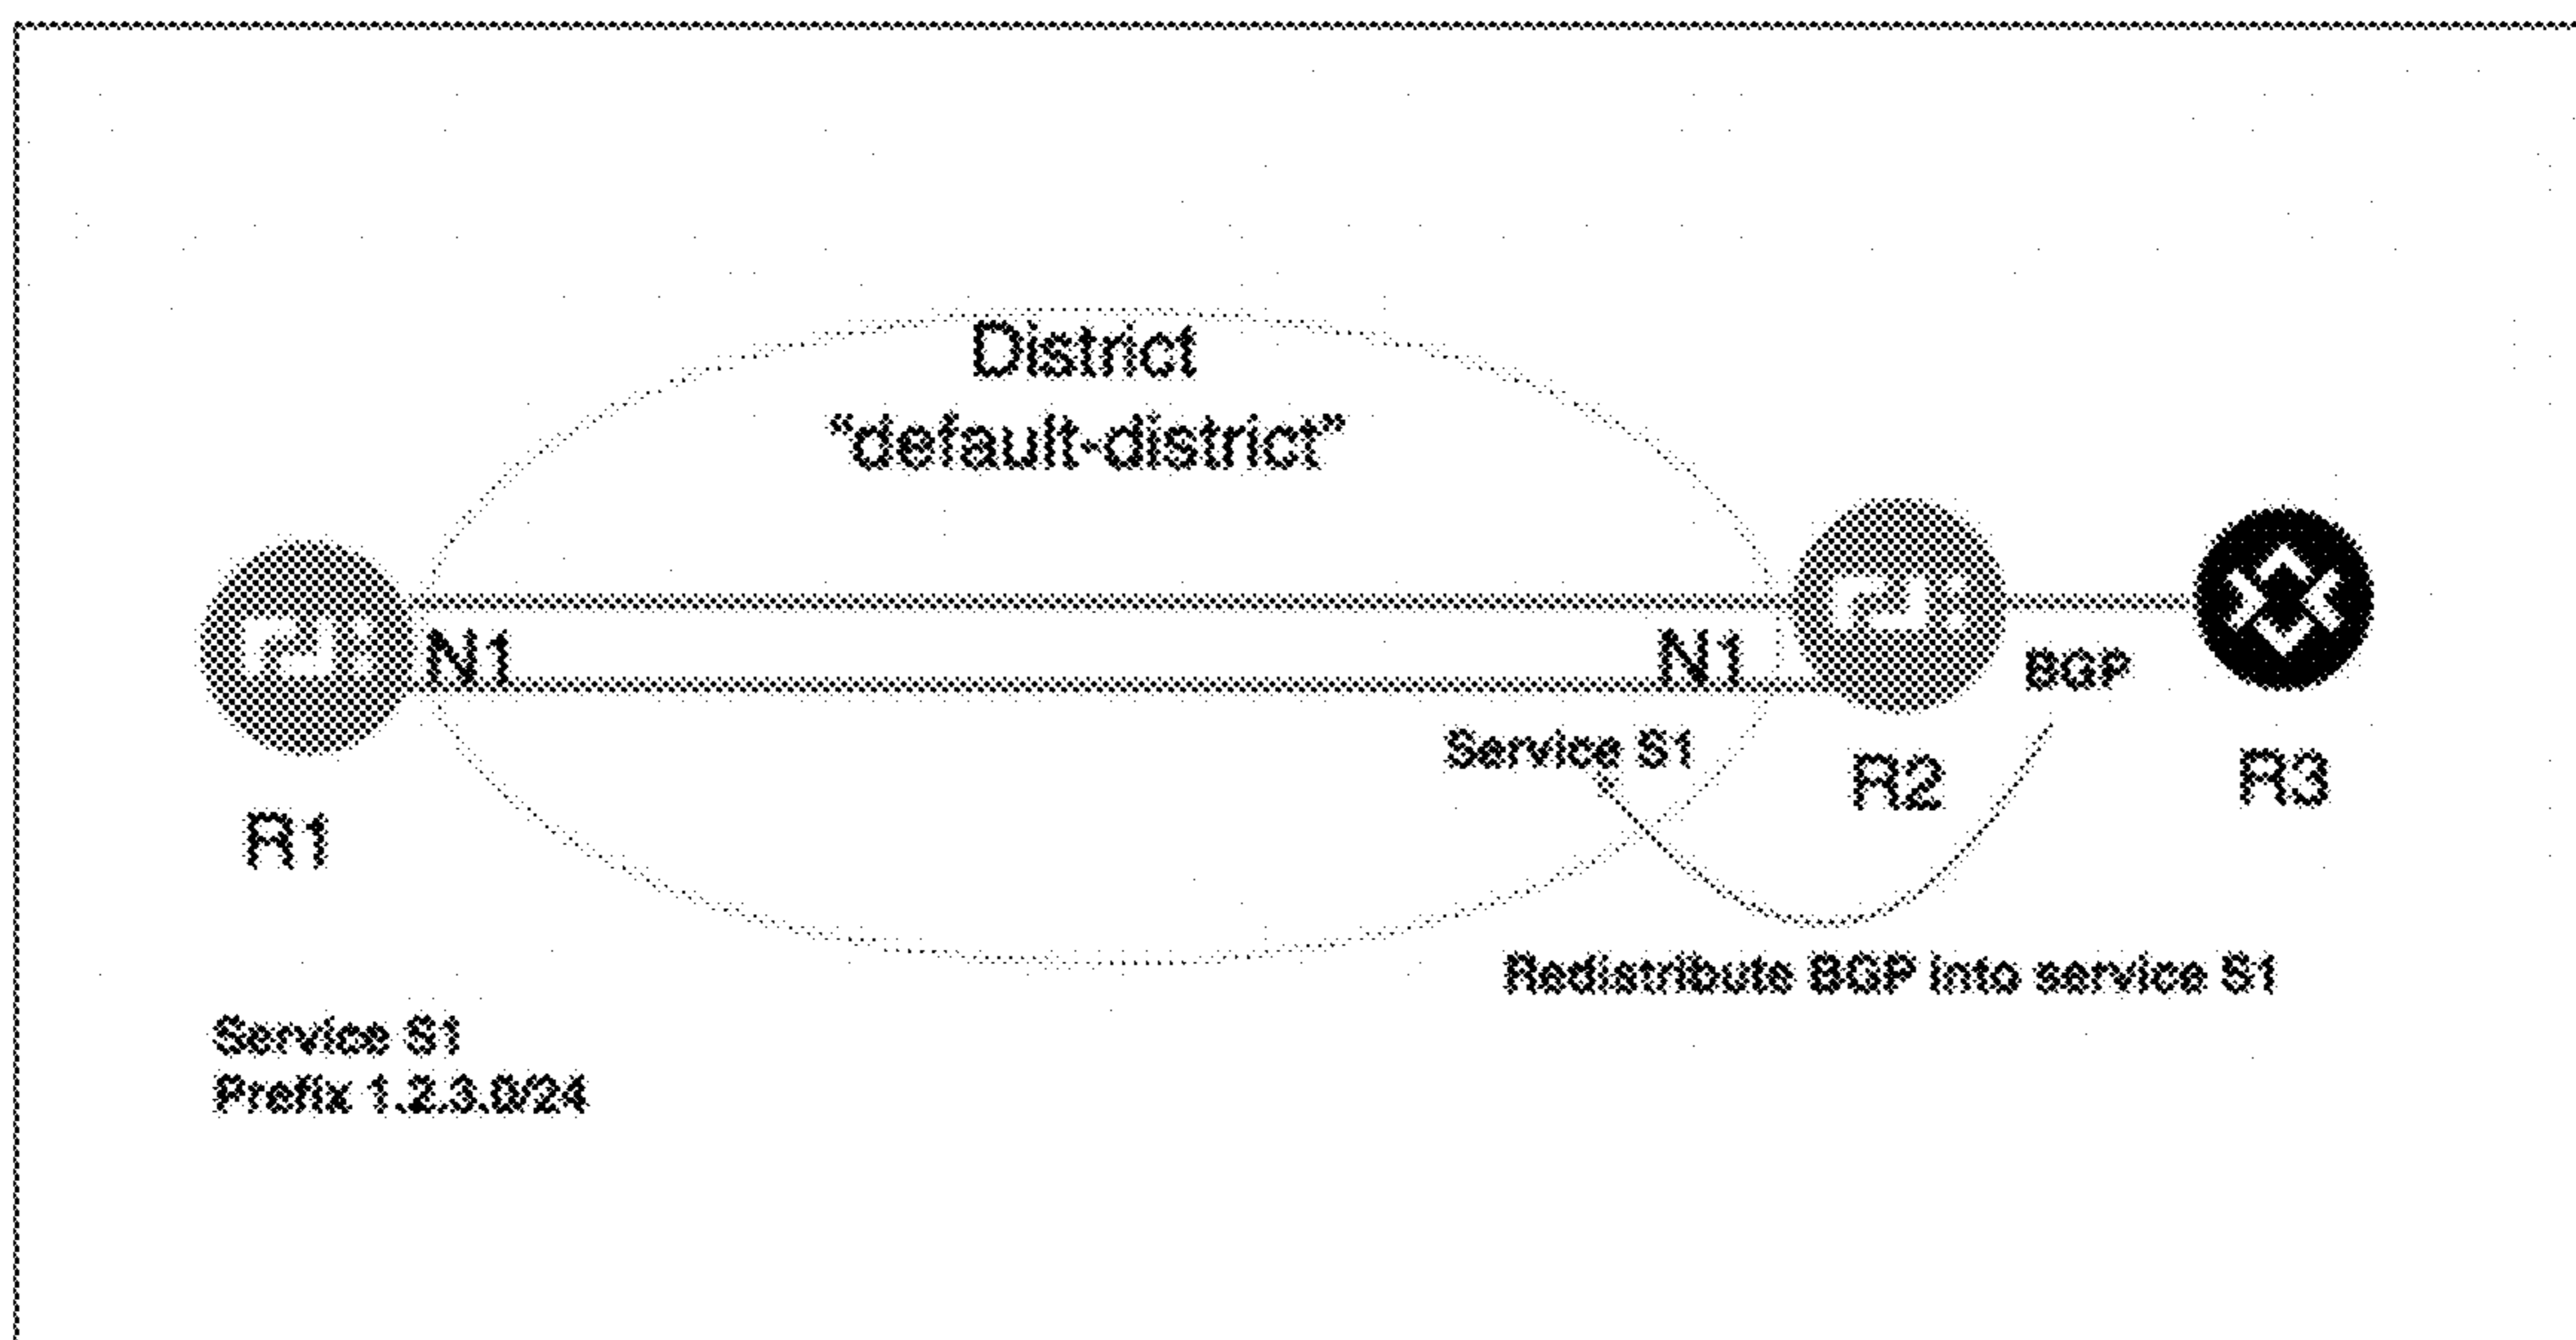 District
“default-district”
N1
N1
BGP
Service S1
R1
R2
R3
Redistribute BGP into service S1
Service S1
Prefix 1.2.3.0/24